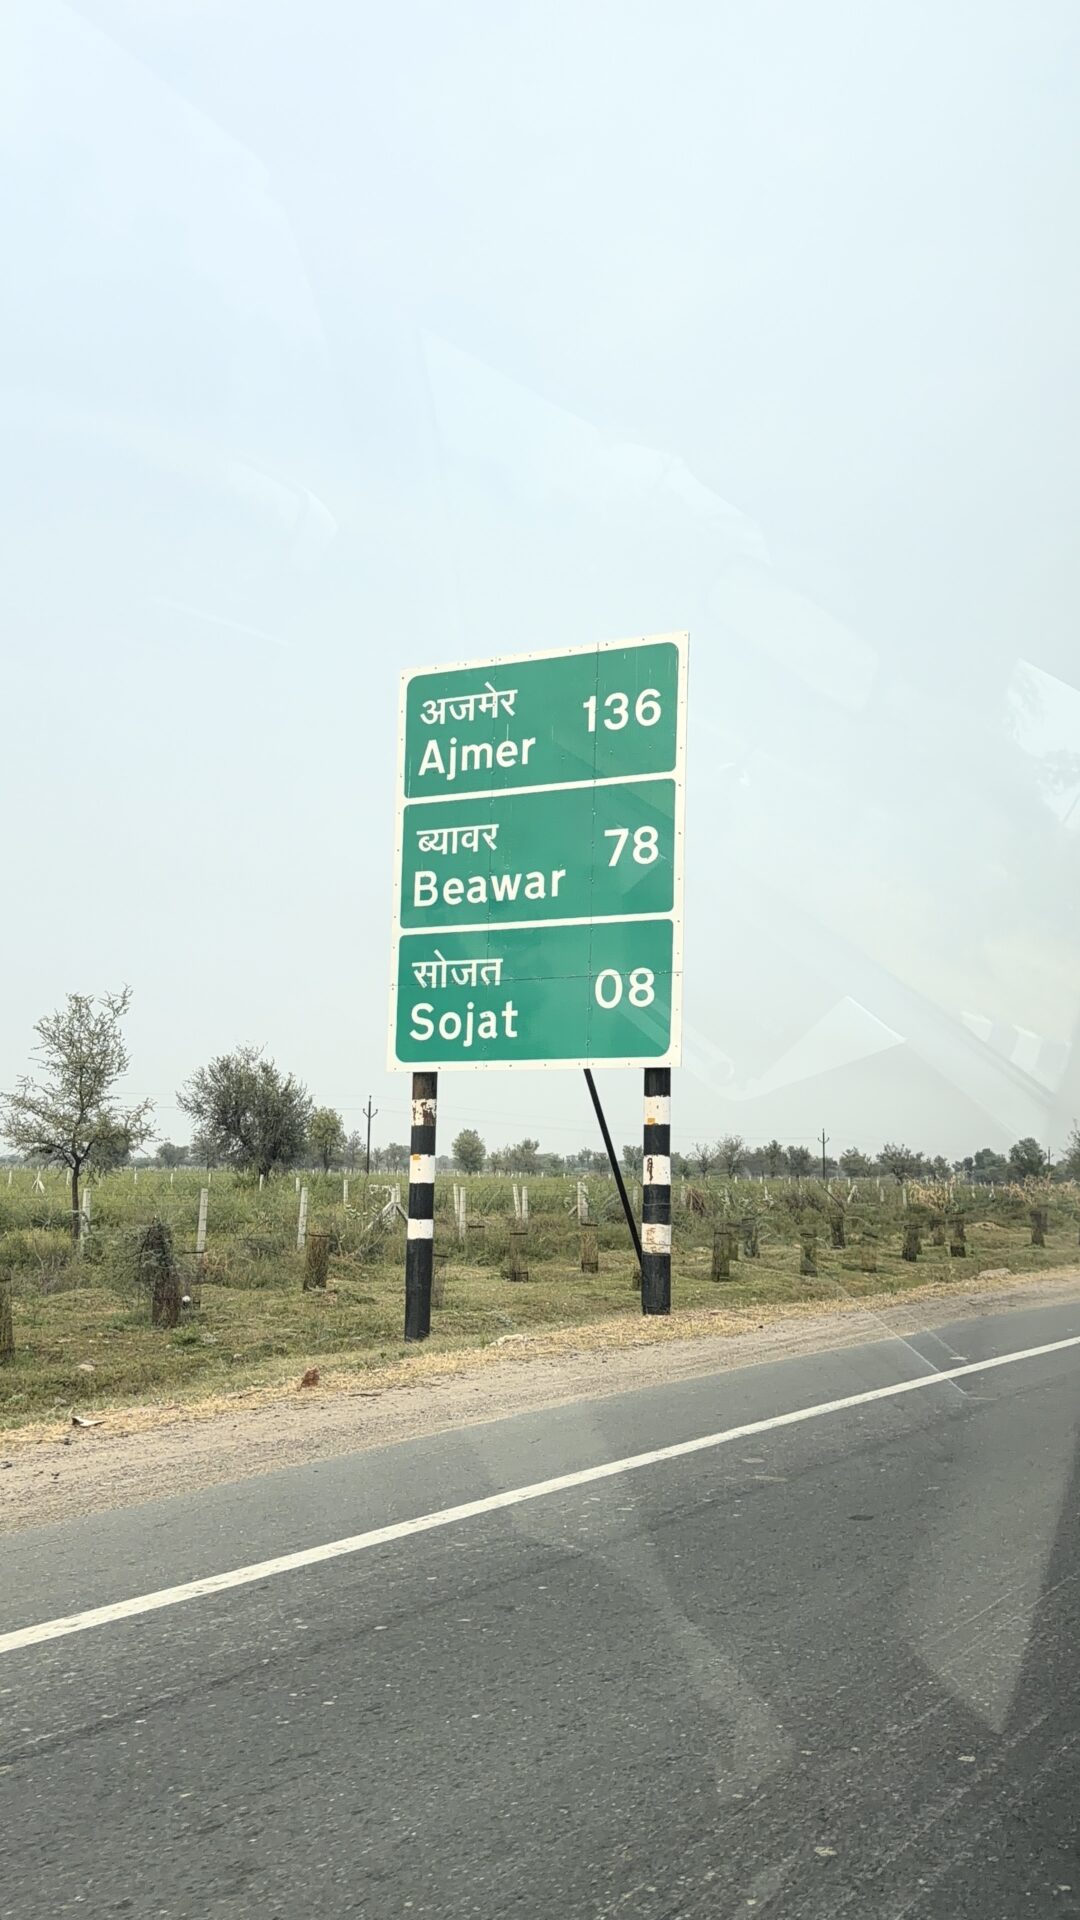 अजमेर 136
Ajmer
ब्यावर 78
Beawar
सोजत 08
Sojat